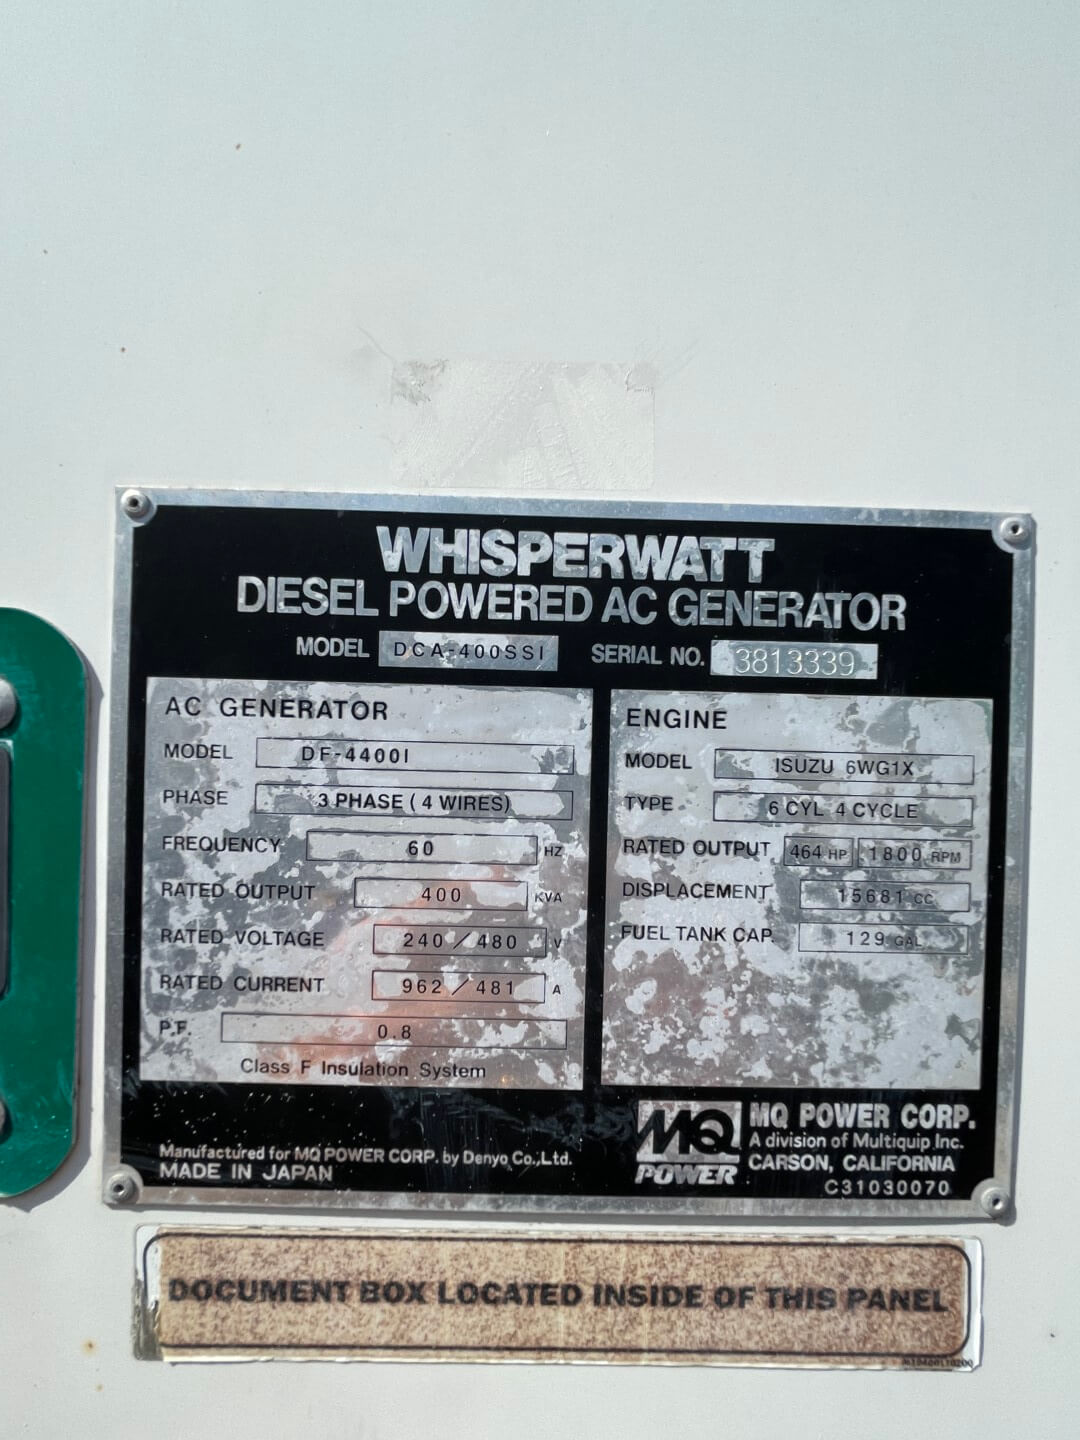 WHISPERWATT
DIESEL POWERED AC GENERATOR
MODEL DCA-400SSI SERIAL NO. 3813339
AC GENERATOR
MODEL DF-4400I
PHASE 3 PHASE ( 4 WIRES)
FREQUENCY 60 HZ
RATED OUTPUT 400 KVA
RATED VOLTAGE 240 / 480 V
RATED CURRENT 962 / 481 A
P.F. 0.8
Class F Insulation System
ENGINE
MODEL ISUZU 6WG1X
TYPE 6 CYL 4 CYCLE
RATED OUTPUT 464 HP 1800 RPM
DISPLACEMENT 15681 CC
FUEL TANK CAP. 129 GAL
Manufactured for MQ POWER CORP. by Denyo Co.,Ltd.
MADE IN JAPAN
MQ POWER
MQ POWER CORP.
A division of Multiquip Inc.
CARSON, CALIFORNIA
C31030070
DOCUMENT BOX LOCATED INSIDE OF THIS PANEL